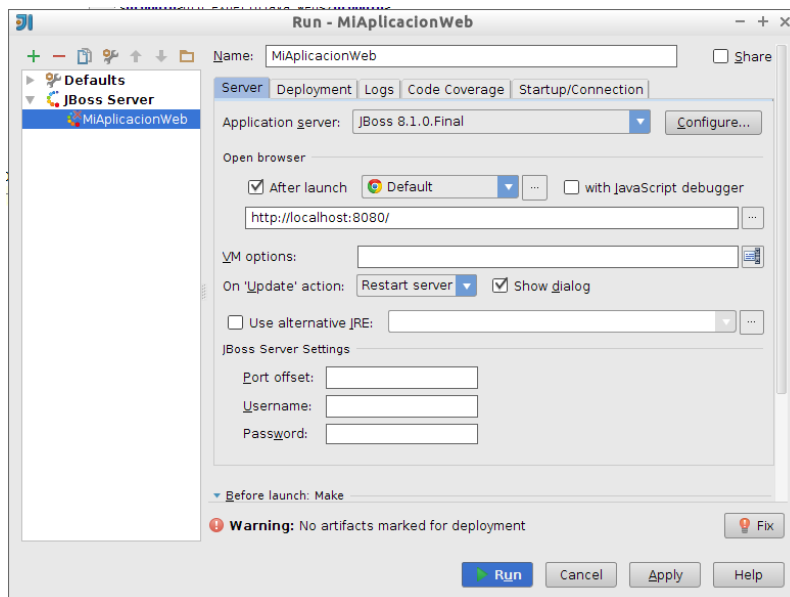 Run - MiAplicacionWeb
Name: MiAplicacionWeb
Share
Defaults
JBoss Server
MiAplicacionWeb
Server Deployment Logs Code Coverage Startup/Connection
Application server: JBoss 8.1.0.Final Configure...
Open browser
After launch Default ... with JavaScript debugger
http://localhost:8080/ ...
VM options:
On 'Update' action: Restart server Show dialog
Use alternative JRE: ...
JBoss Server Settings
Port offset:
Username:
Password:
Before launch: Make
Warning: No artifacts marked for deployment Fix
Run Cancel Apply Help